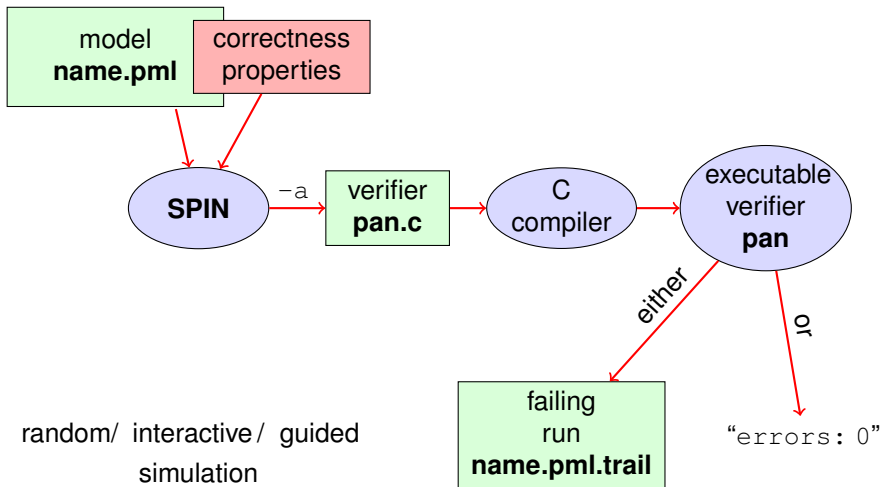 model
name.pml
correctness
properties
SPIN
-a
verifier
pan.c
C
compiler
executable
verifier
pan
either
or
failing
run
name.pml.trail
“errors: 0”
random/ interactive / guided
simulation